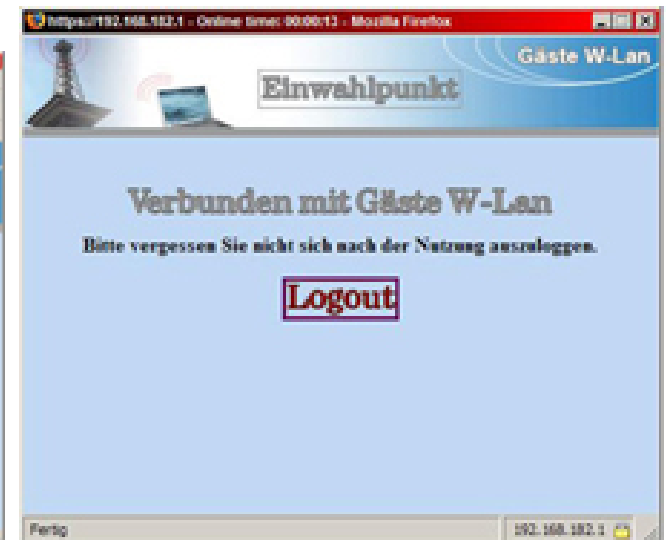 https://192.168.182.1 - Online time: 00:00:13 - Mozilla Firefox
Gäste W-Lan
Einwahlpunkt
Verbunden mit Gäste W-Lan
Bitte vergessen Sie nicht sich nach der Nutzung auszuloggen.
Logout
Fertig
192.168.182.1